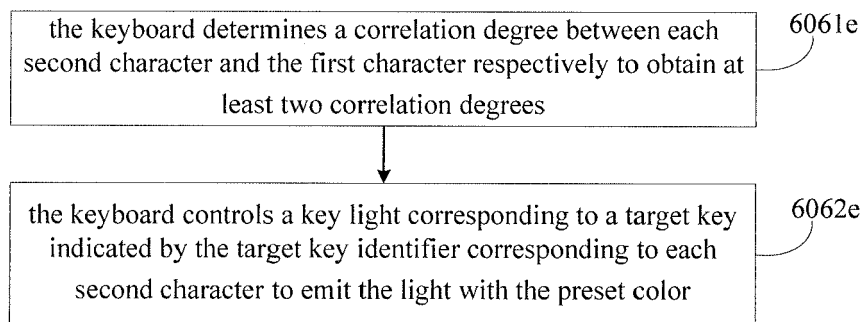 the keyboard determines a correlation degree between each
6061e
second character and the first character respectively to obtain at
least two correlation degrees
the keyboard controls a key light corresponding to a target key
6062e
indicated by the target key identifier corresponding to each
second character to emit the light with the preset color